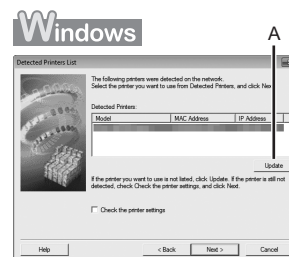 Windows
A
Detected Printers List
The following printers were detected on the network.
Select the printer you want to use from Detected Printers, and click
Detected Printers:
Model MAC Address IP Address
Update
If the printer you want to use is not listed, click Update. If the printer is still not
detected, check Check the printer settings, and click Next.
Check the printer settings
Help < Back Next > Cancel